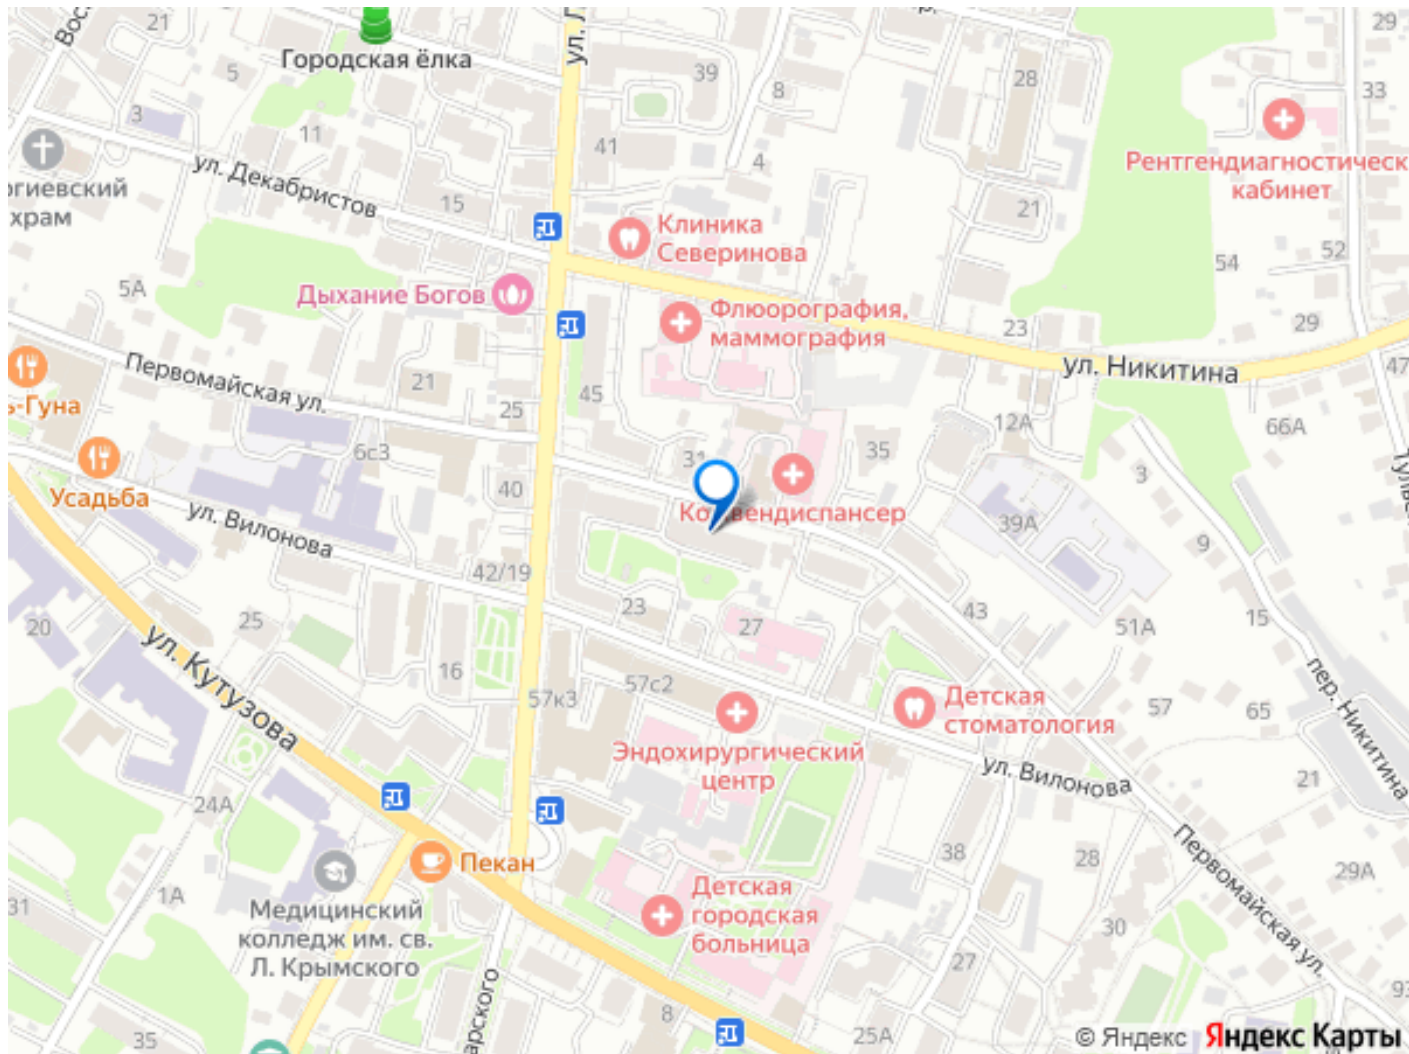 21
Городская ёлка
5
39
8
28
29
33
3
11
41
4
Рентгендиагностическ
кабинет
ргиевский
храм
ул. Декабристов
15
21
Клиника
Северинова
52
54
5А
Дыхание Богов
Флюорография,
маммография
23
29
ул. Никитина
47
Первомайская ул.
21
45
25
12А
66А
ь-Гуна
6с3
31
35
3
Усадьба
40
ул. Вилонова
39А
9
42/19
23
27
43
15
51А
20
25
ул. Кутузова
16
57к3
57с2
Детская
стоматология
57
65
пер. Никитина
Эндохирургический
центр
ул. Вилонова
21
24А
Пекан
38
28
Первомайская ул.
29А
31
1А
Медицинский
колледж им. св.
Л. Крымского
Детская
городская
больница
30
27
93
35
8
25А
© Яндекс Яндекс Карты